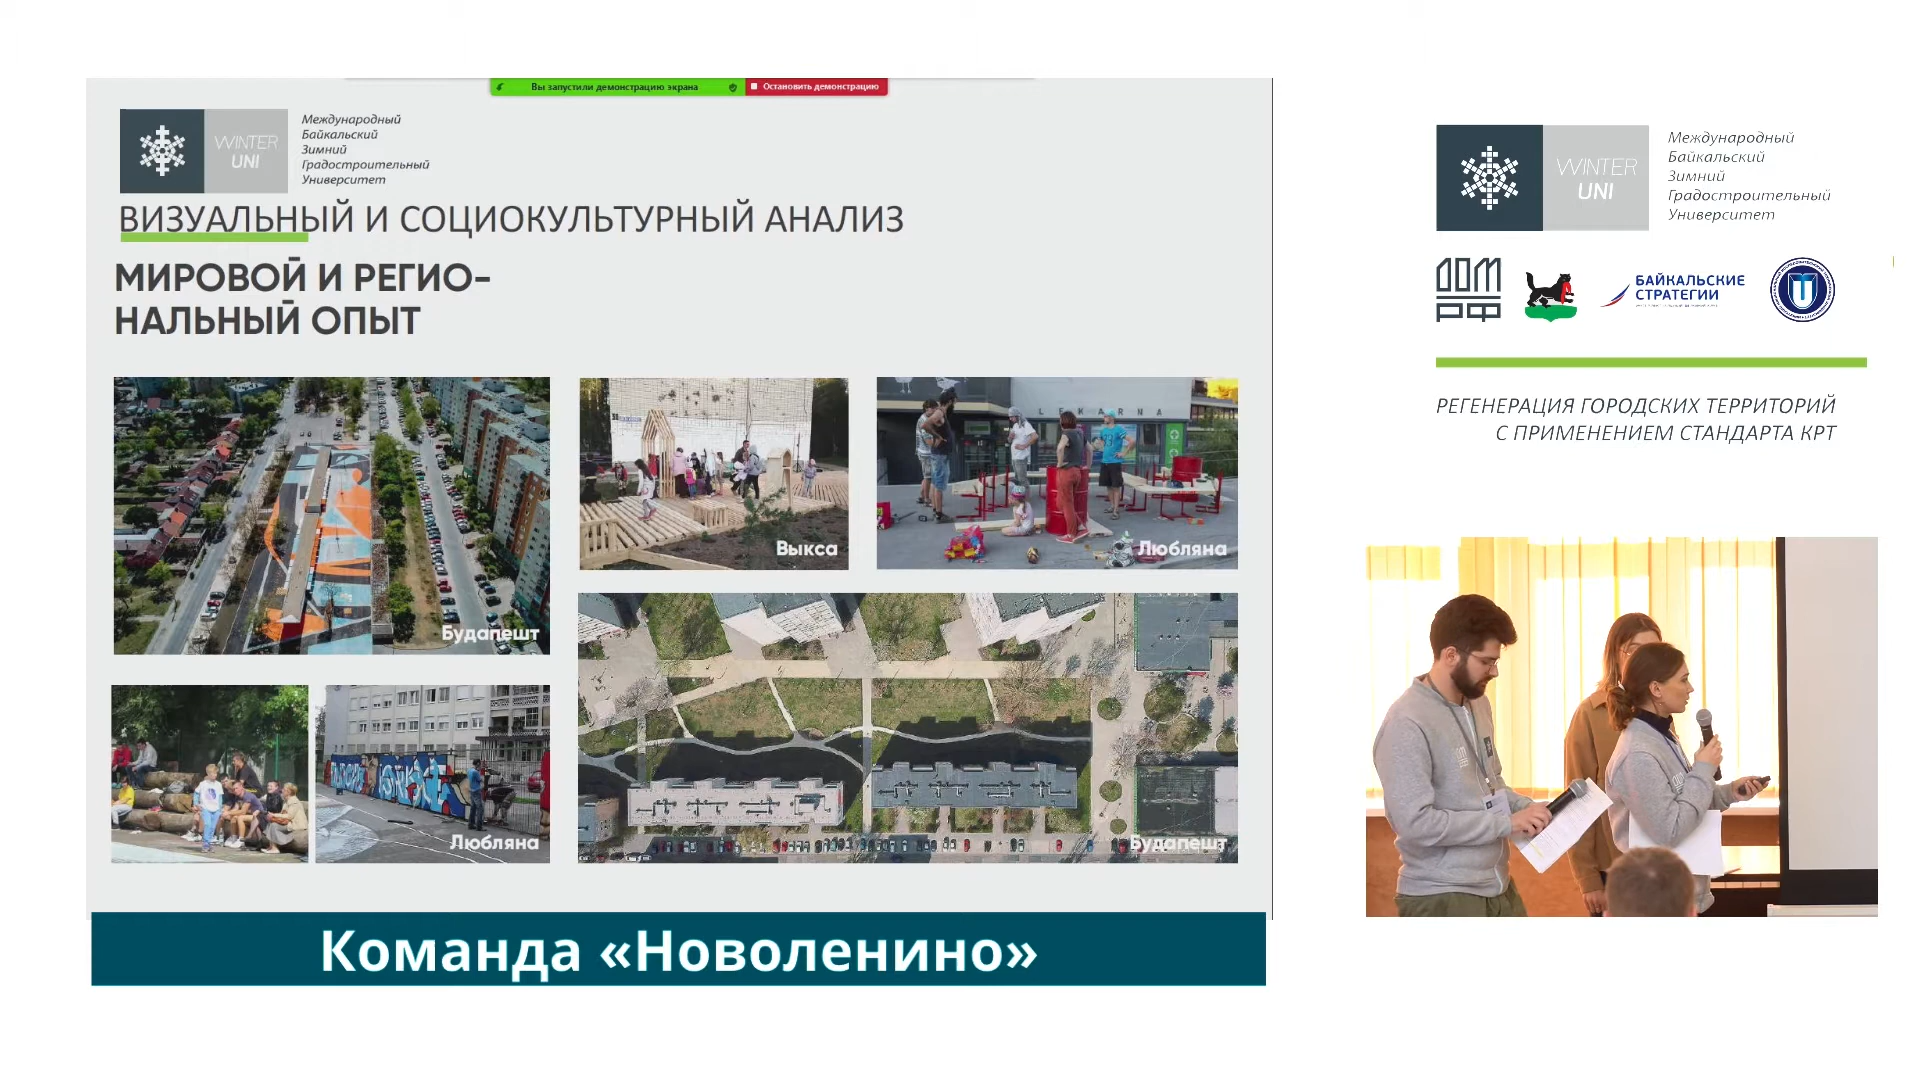 Вы запустили демонстрацию экрана
Остановить демонстрацию
WINTER
UNI
Международный
Байкальский
Зимний
Градостроительный
Университет
ВИЗУАЛЬНЫЙ И СОЦИОКУЛЬТУРНЫЙ АНАЛИЗ
МИРОВОЙ И РЕГИО-
НАЛЬНЫЙ ОПЫТ
Будапешт
Выкса
LEKARNA
Любляна
Любляна
Будапешт
Команда «Новоленино»
WINTER
UNI
Международный
Байкальский
Зимний
Градостроительный
Университет
ДОМ
РФ
БАЙКАЛЬСКИЕ
СТРАТЕГИИ
РЕГЕНЕРАЦИЯ ГОРОДСКИХ ТЕРРИТОРИЙ
С ПРИМЕНЕНИЕМ СТАНДАРТА КРТ